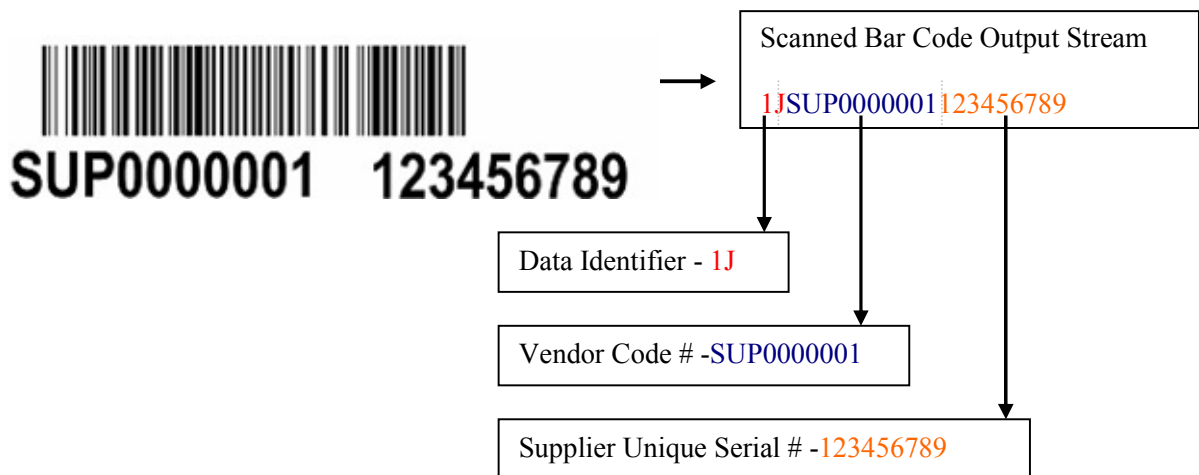 Scanned Bar Code Output Stream
1JSUP0000001123456789
SUP0000001 123456789
Data Identifier - 1J
Vendor Code # -SUP0000001
Supplier Unique Serial # -123456789